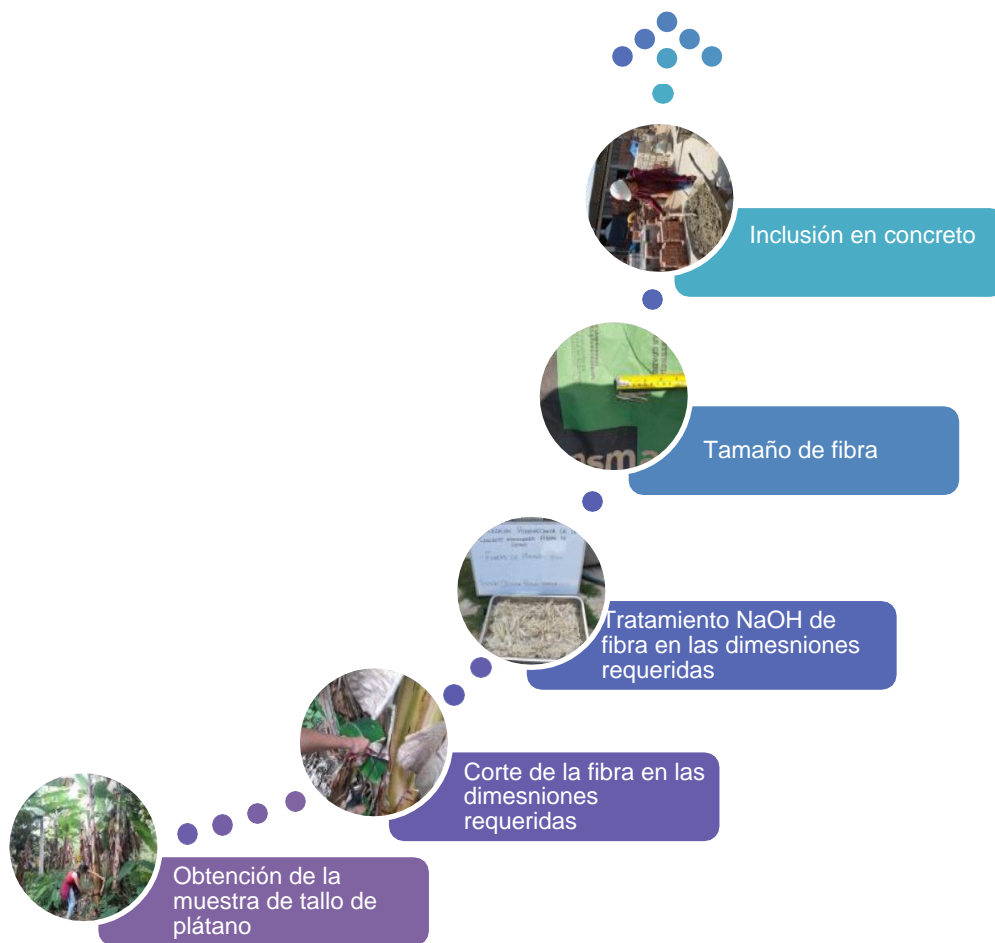 Inclusión en concreto
Tamaño de fibra
Tratamiento NaOH de
fibra en las dimesniones
requeridas
Corte de la fibra en las
dimesniones
requeridas
Obtención de la
muestra de tallo de
plátano